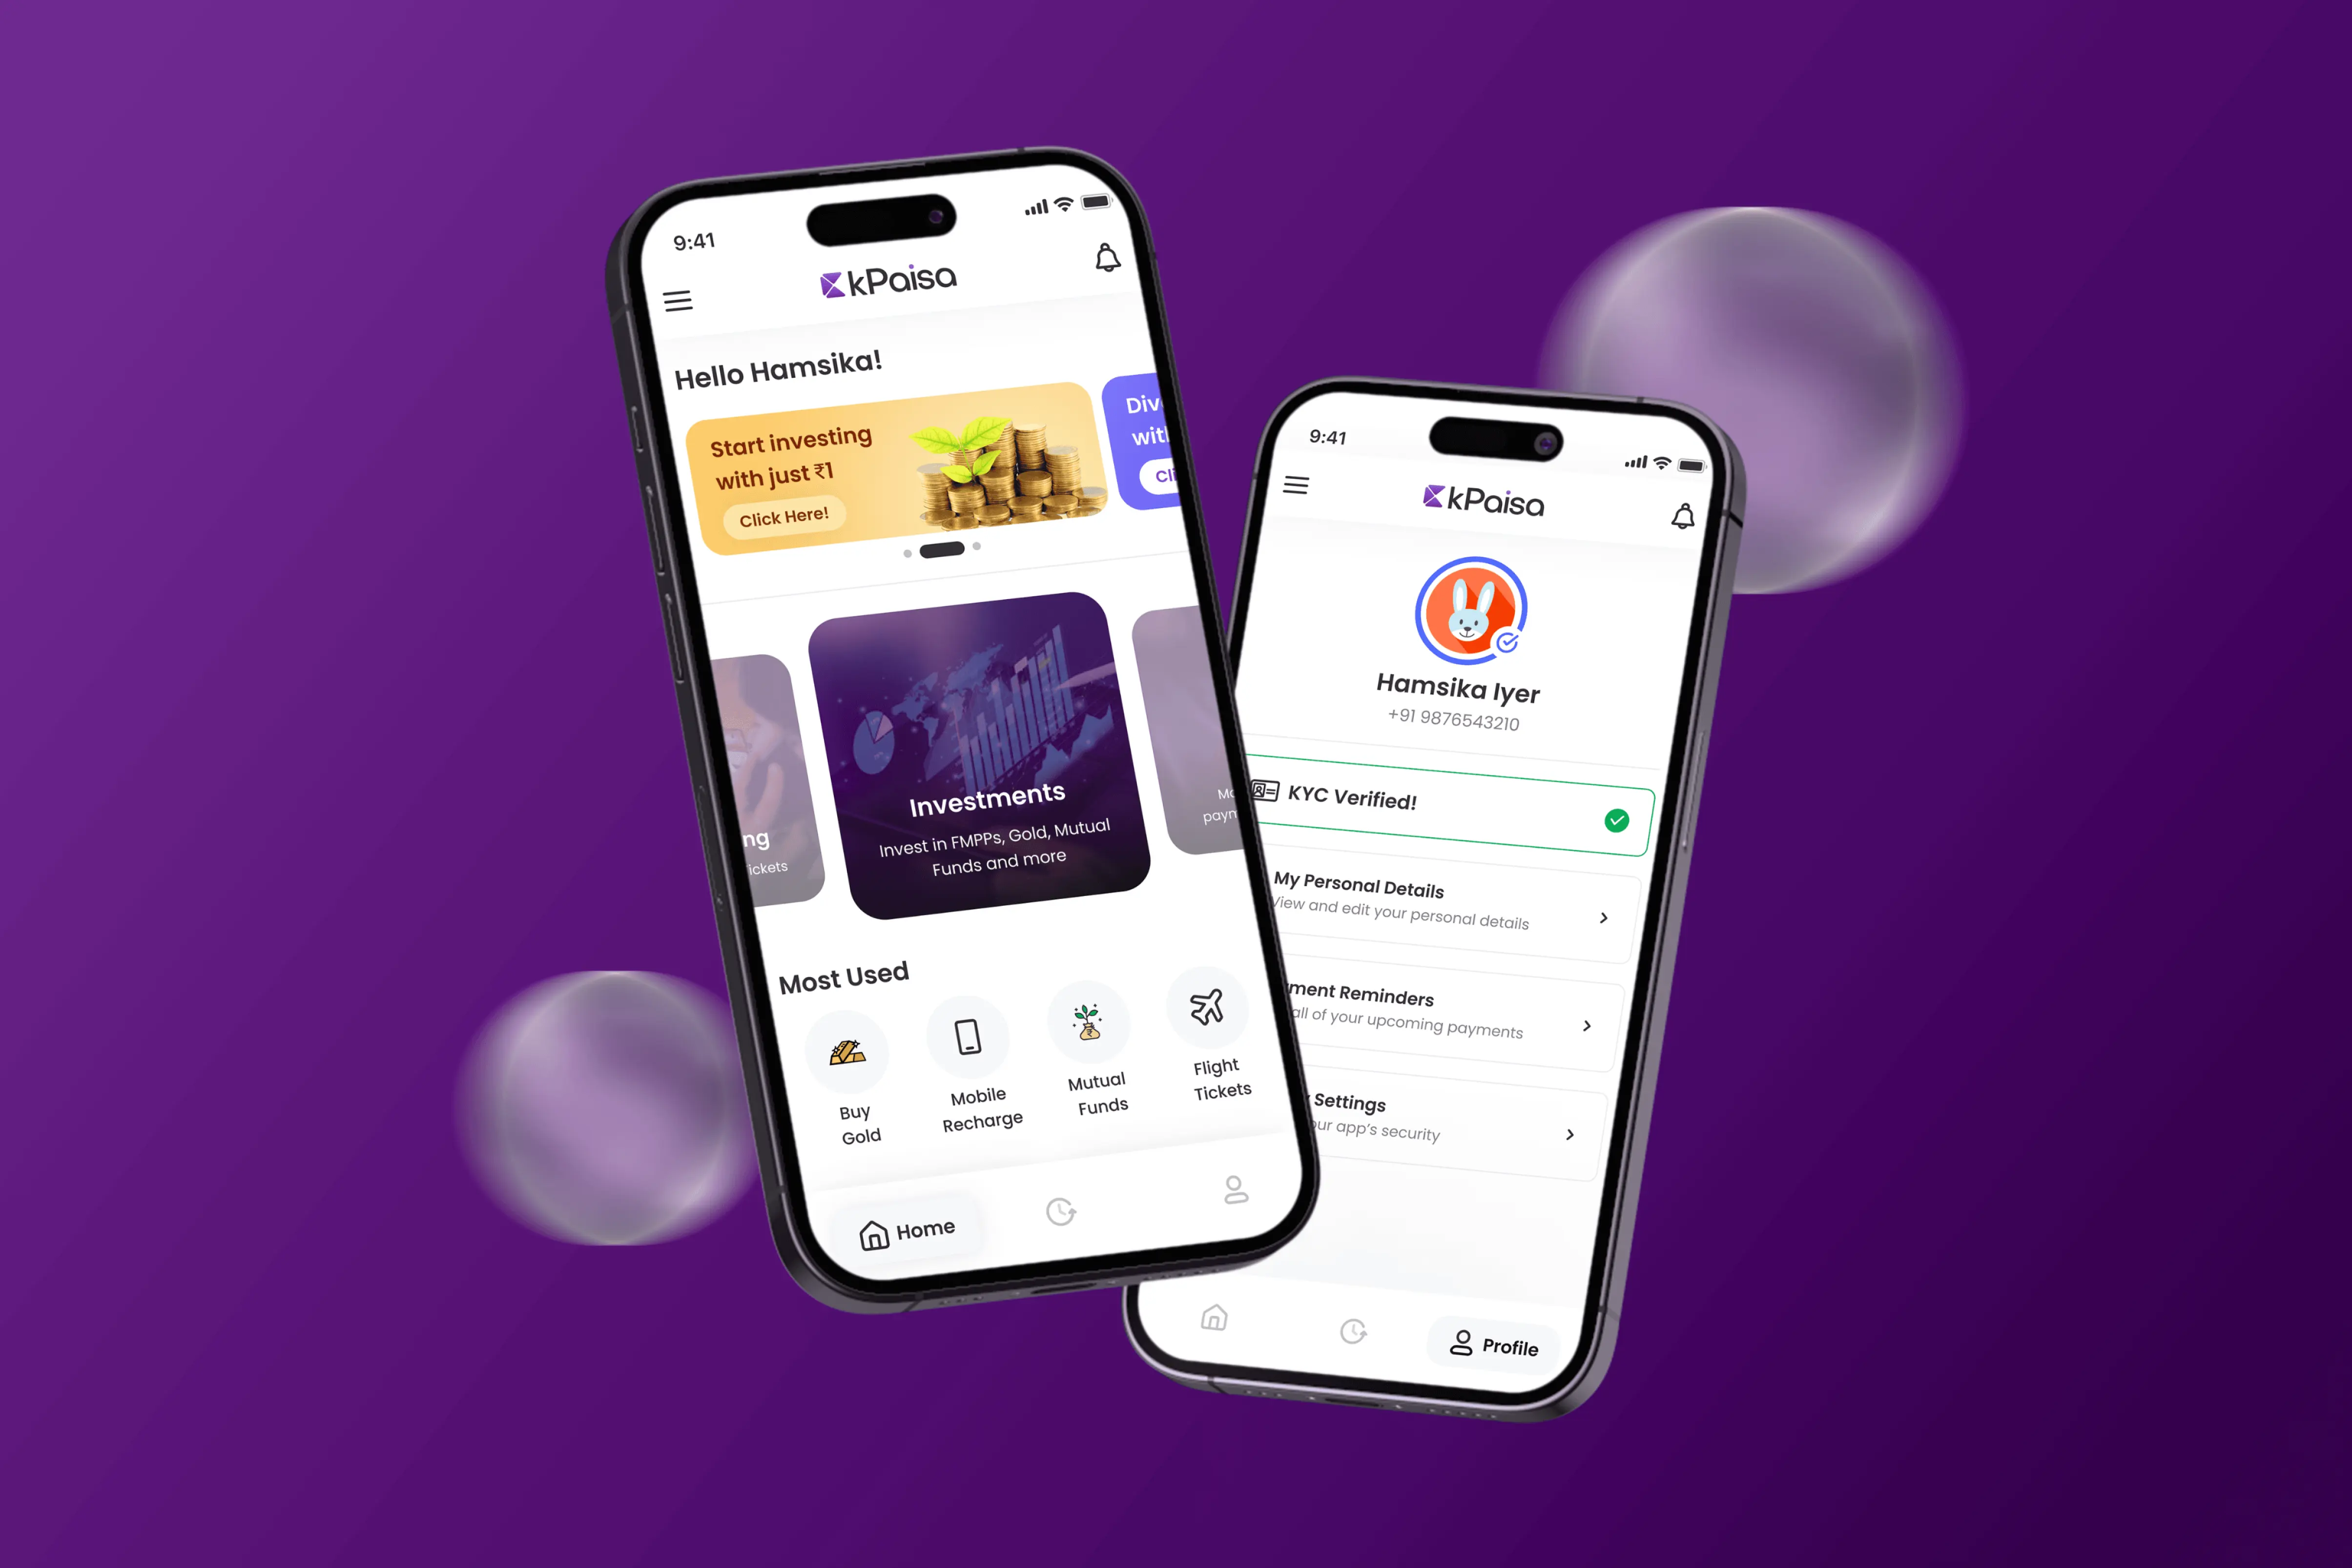 9:41
kPaisa
Hello Hamsika!
Start investing
with just ₹1
Click Here!
Div
with
Cli
ng
ickets
Investments
Invest in FMPPs, Gold, Mutual
Funds and more
Mo
paym
Most Used
Buy
Gold
Mobile
Recharge
Mutual
Funds
Flight
Tickets
Home
9:41
kPaisa
Hamsika Iyer
+91 9876543210
KYC Verified!
My Personal Details
View and edit your personal details
ment Reminders
all of your upcoming payments
Settings
our app's security
Profile